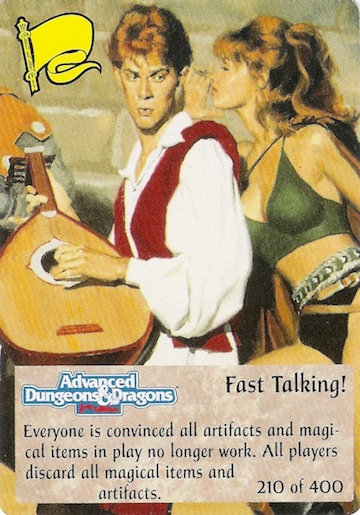 Advanced
Dungeons & Dragons
2nd Edition
Fast Talking!
Everyone is convinced all artifacts and magi-
cal items in play no longer work. All players
discard all magical items and
artifacts.
210 of 400